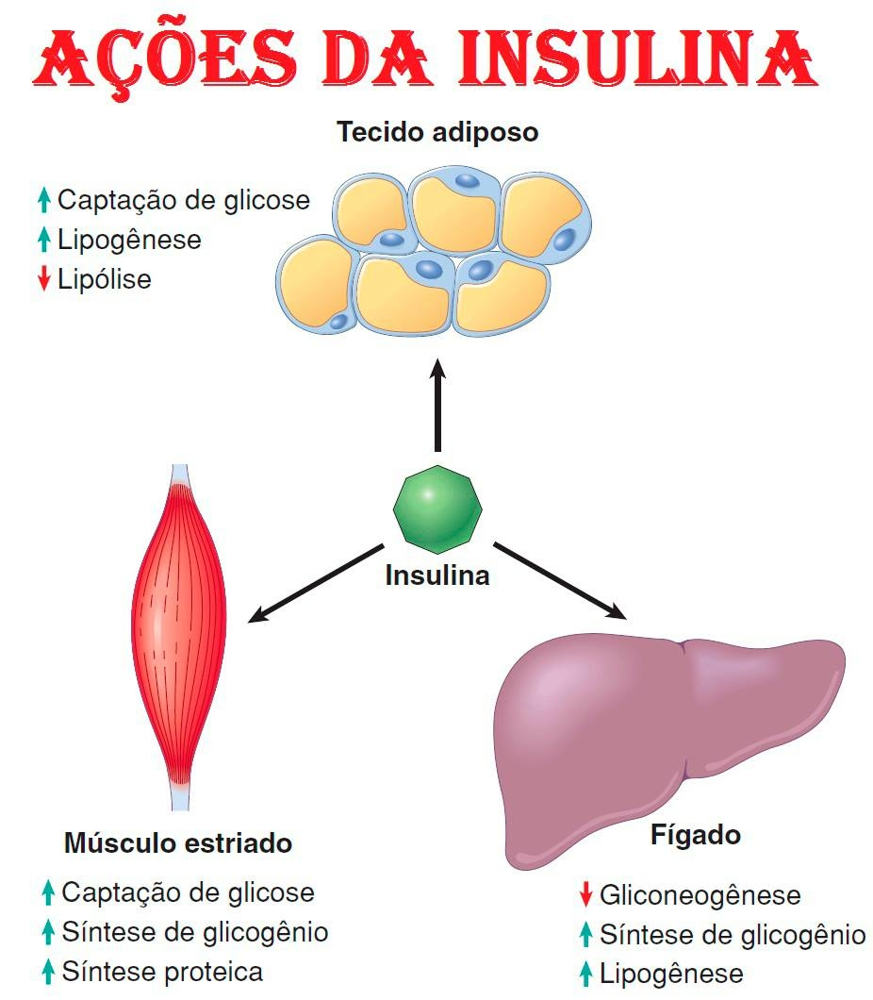 AÇÕES DA INSULINA
Tecido adiposo
Captação de glicose
Lipogênese
Lipólise
Insulina
Músculo estriado
Captação de glicose
Síntese de glicogênio
Síntese proteica
Fígado
Gliconeogênese
Síntese de glicogênio
Lipogênese